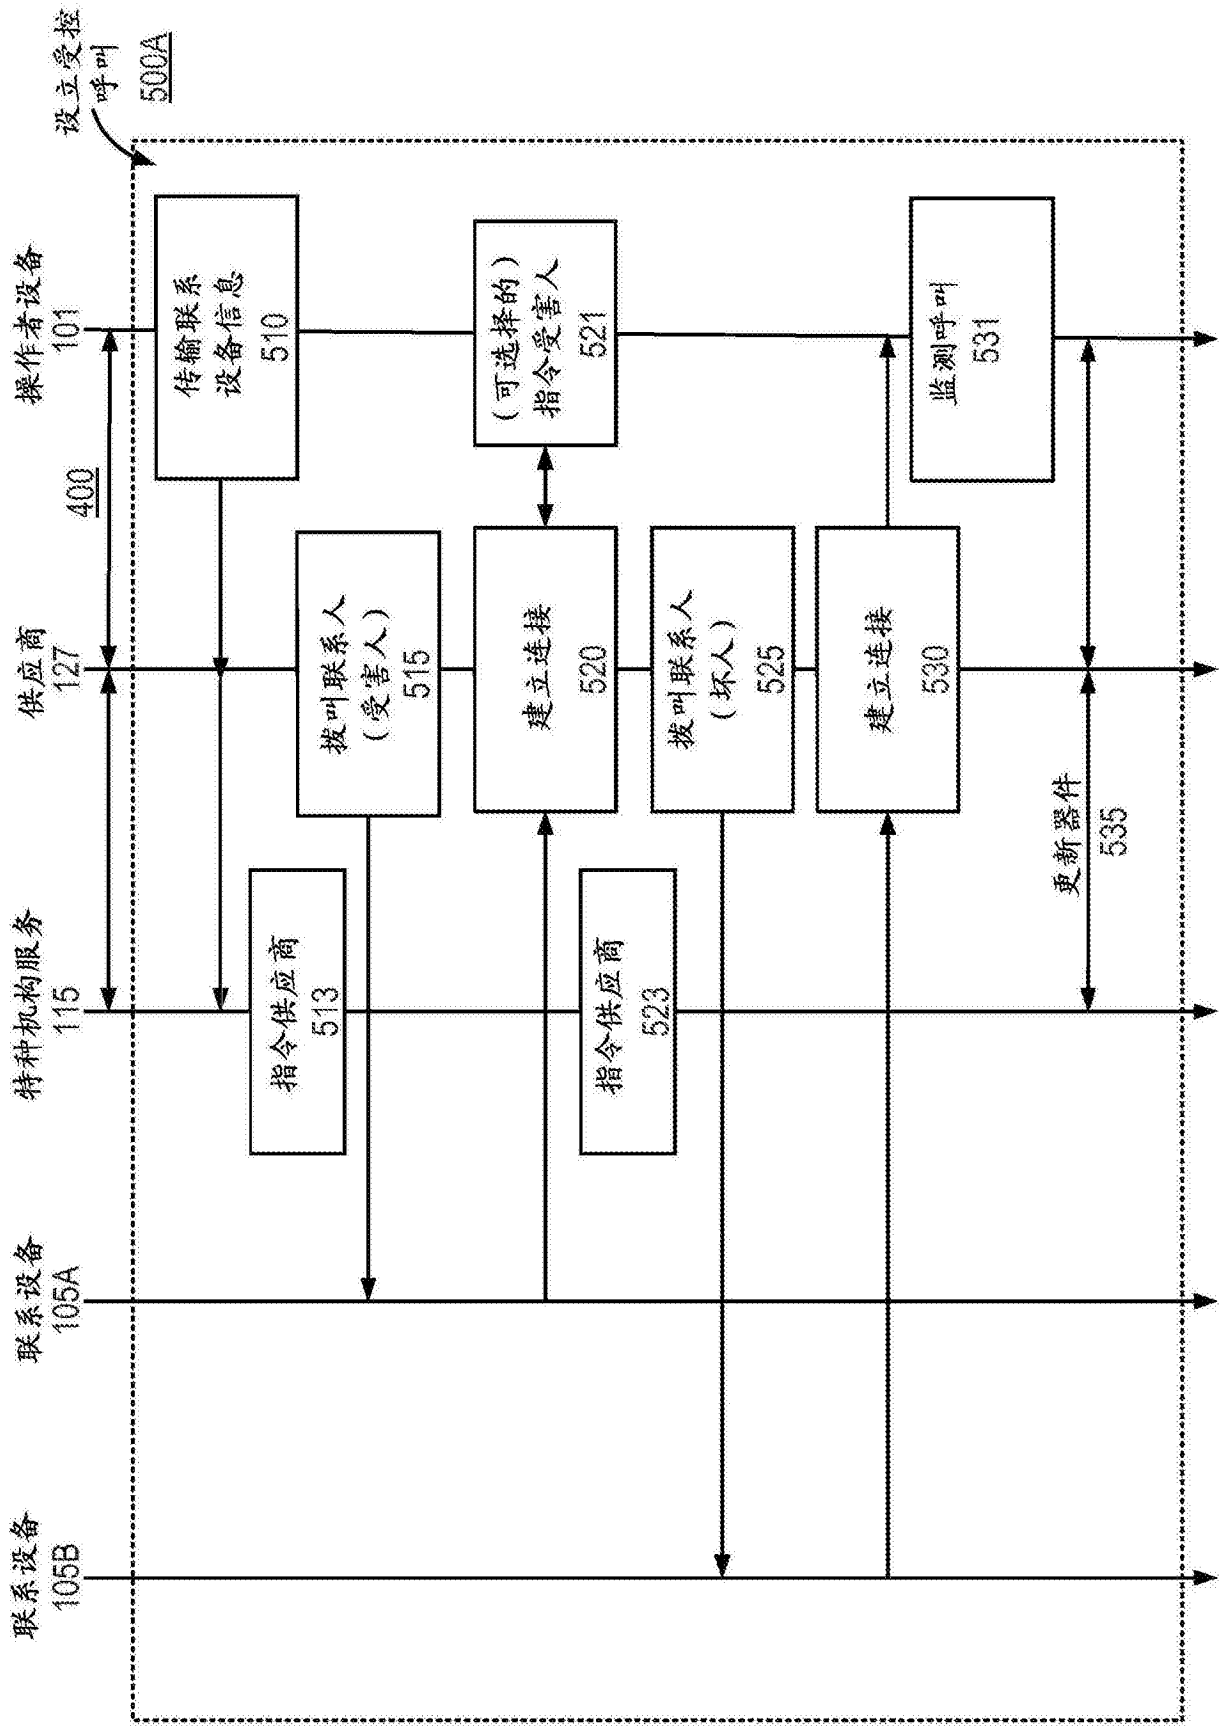 设立受控
呼叫
500A
操作者设备
101
供应商
127
特种机构服务
115
联系设备
105A
联系设备
105B
400
传输联系
设备信息
510
指令供应商
513
拨叫联系人
（受害人）
515
建立连接
520
（可选择的）
指令受害人
521
指令供应商
523
拨叫联系人
（坏人）
525
建立连接
530
监测呼叫
531
更新器件
535